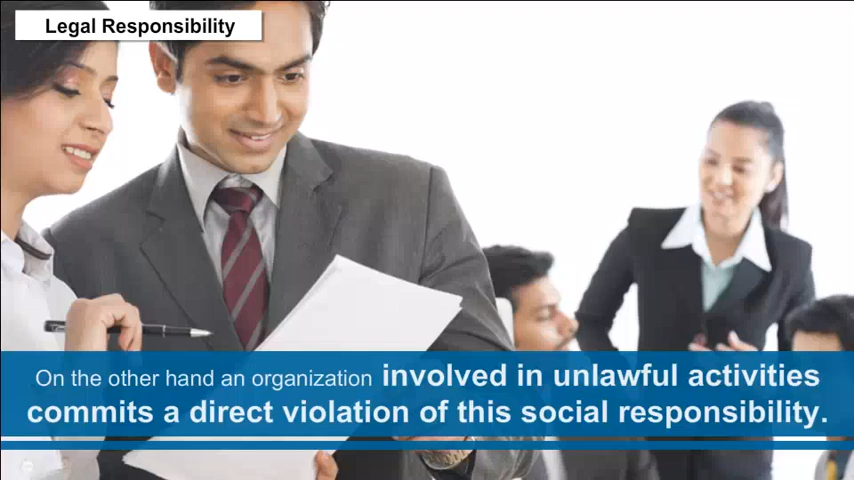 Legal Responsibility
On the other hand an organization involved in unlawful activities
commits a direct violation of this social responsibility.